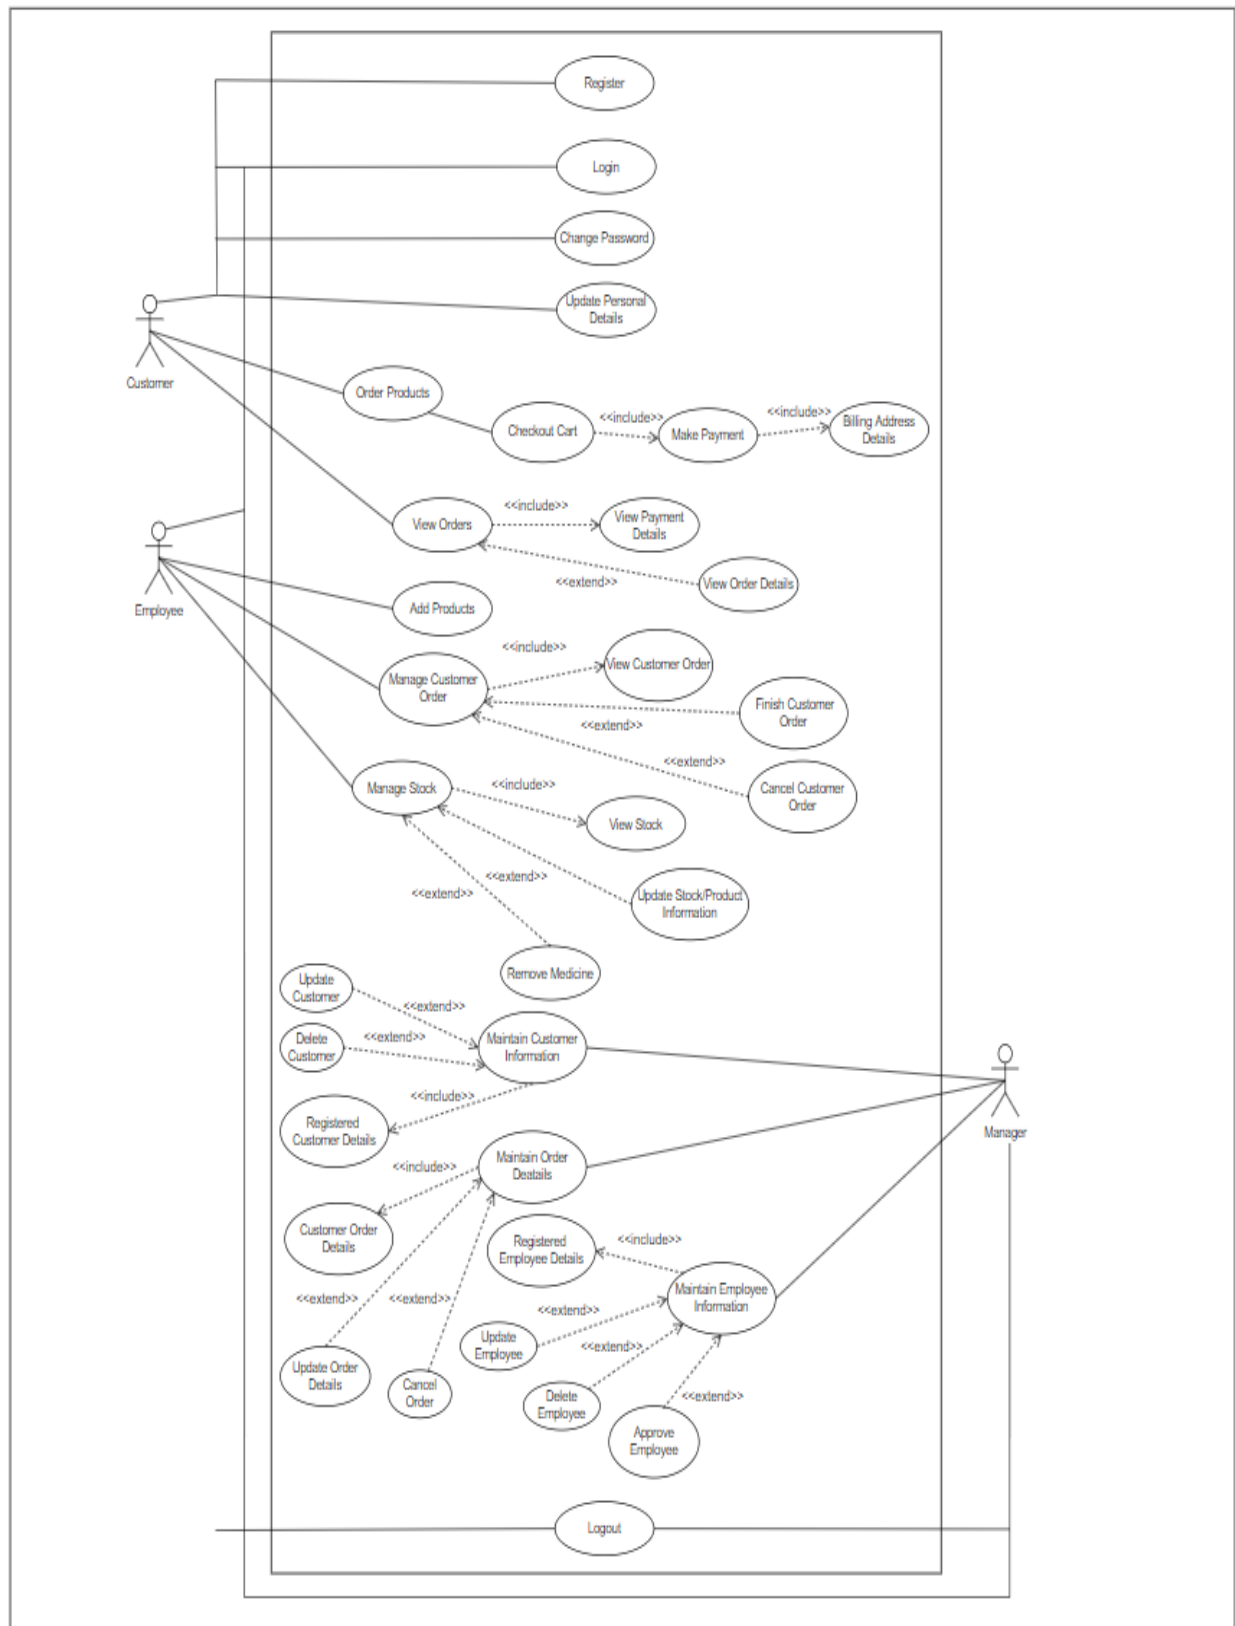 Register
Login
Change Password
Update Personal
Details
Customer
Order Products
Checkout Cart
<<include>>
Make Payment
<<include>>
Billing Address
Details
View Orders
<<include>>
View Payment
Details
<<extend>>
View Order Details
Employee
Add Products
Manage Customer
Order
<<include>>
View Customer Order
<<extend>>
Finish Customer
Order
<<extend>>
Cancel Customer
Order
Manage Stock
<<include>>
View Stock
<<extend>>
Update Stock/Product
Information
<<extend>>
Remove Medicine
Update
Customer
<<extend>>
Delete
Customer
<<extend>>
Maintain Customer
Information
<<include>>
Registered
Customer Details
Manager
Maintain Order
Deatails
<<include>>
Customer Order
Details
<<extend>>
Update Order
Details
<<extend>>
Cancel
Order
Registered
Employee Details
<<include>>
Maintain Employee
Information
<<extend>>
Update
Employee
<<extend>>
Delete
Employee
<<extend>>
Approve
Employee
Logout